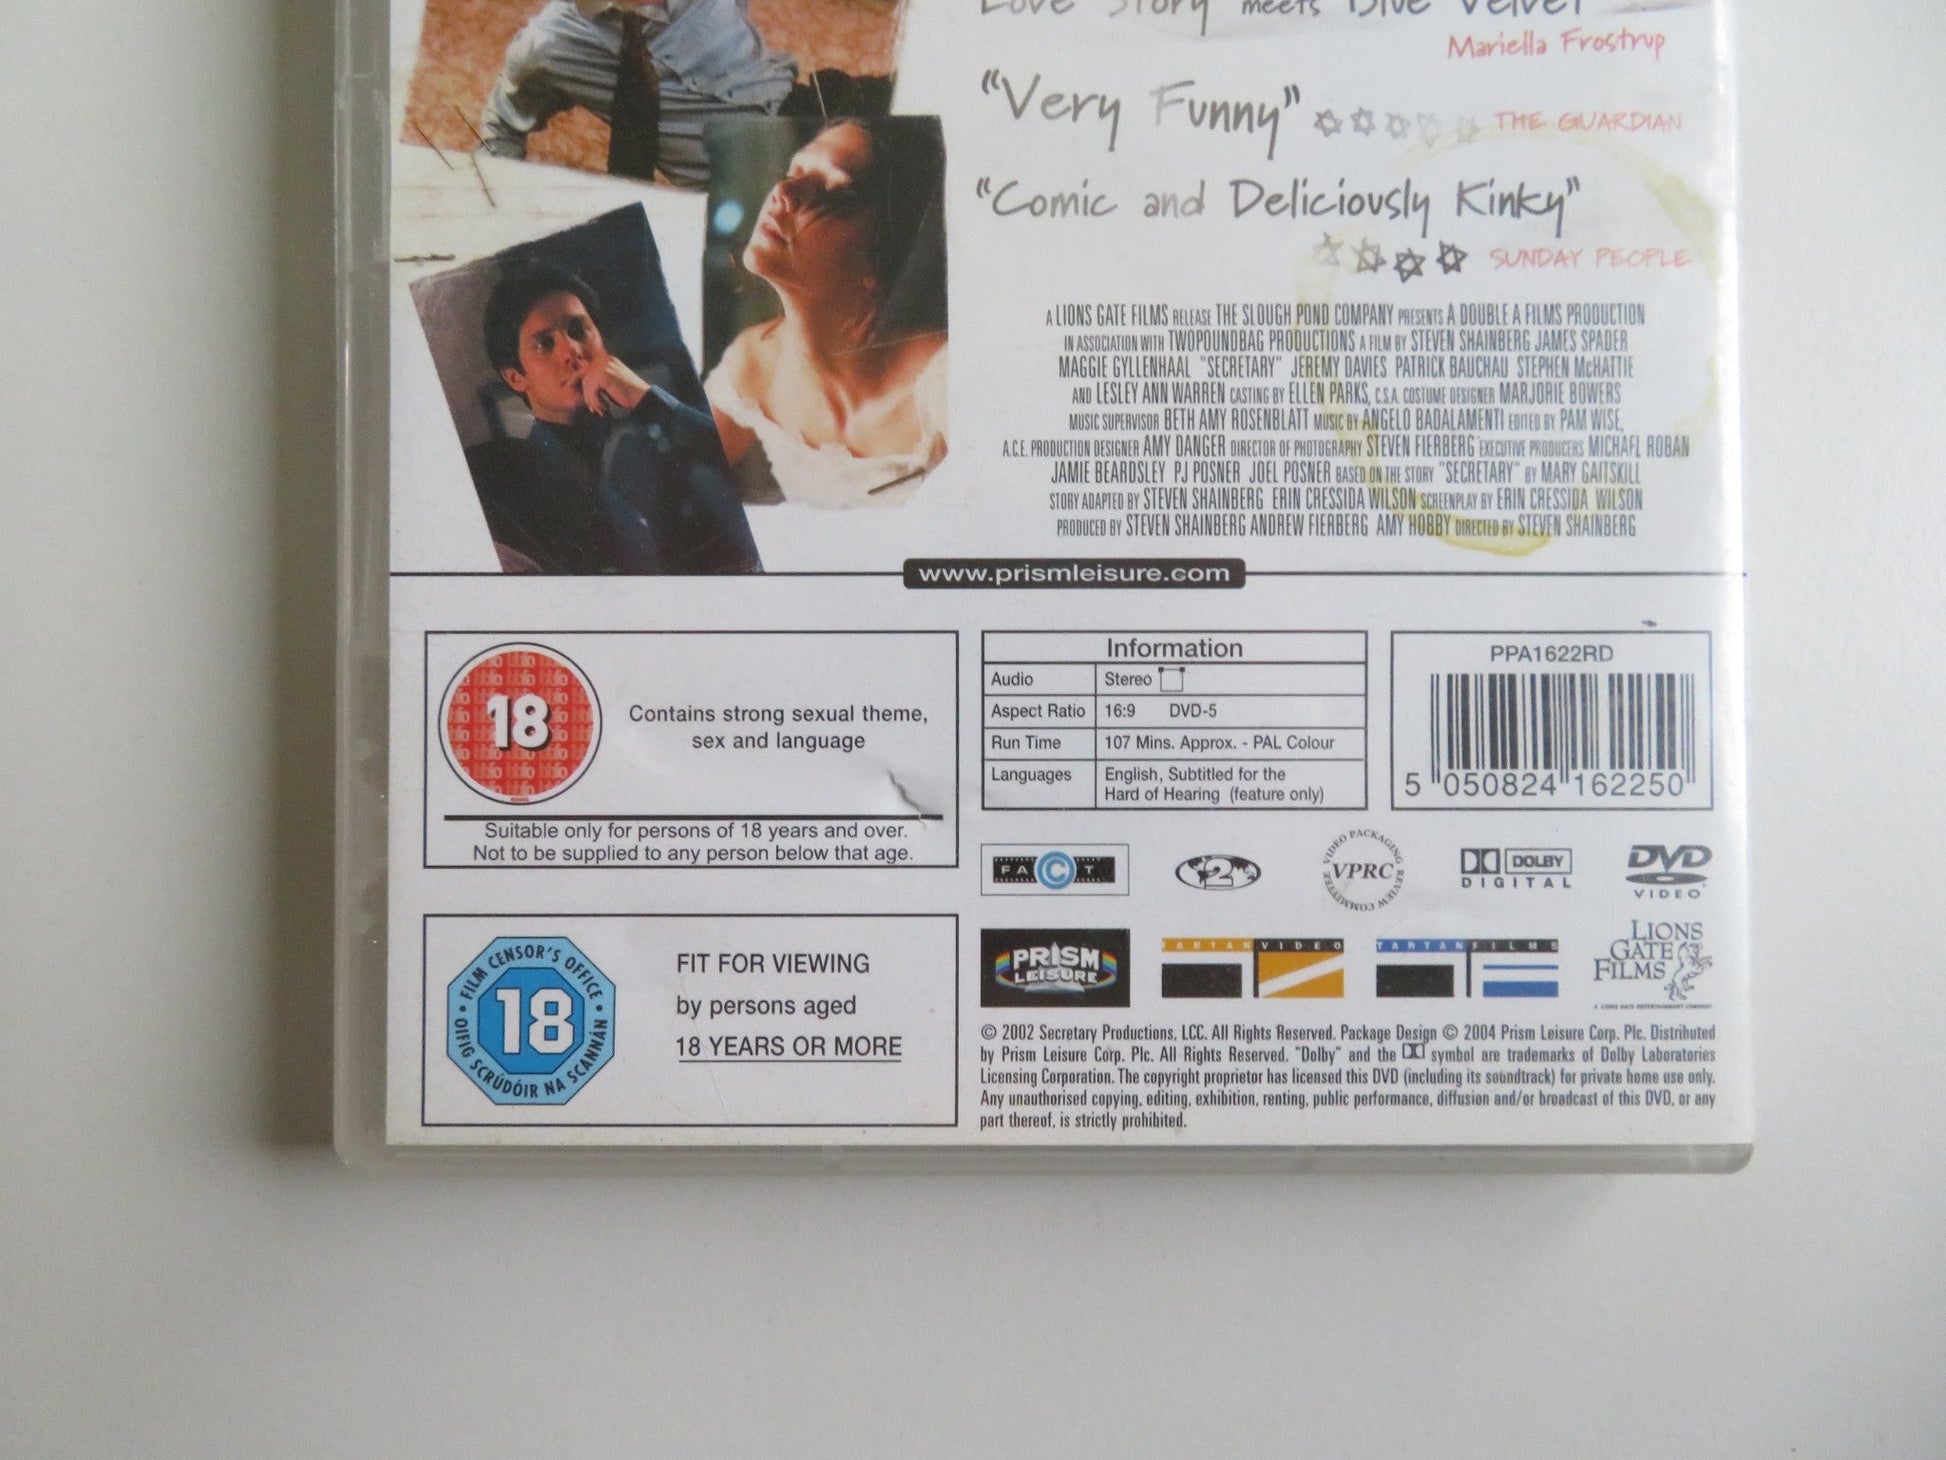 Love Story meets Blue Velvet
Mariella Frostrup
"Very Funny" THE GUARDIAN
"Comic and Deliciously Kinky"
SUNDAY PEOPLE
A LIONS GATE FILMS RELEASE THE SLOUGH POND COMPANY PRESENTS A DOUBLE A FILMS PRODUCTION
IN ASSOCIATION WITH TWOPOUNDBAG PRODUCTIONS A FILM BY STEVEN SHAINBERG JAMES SPADER
MAGGIE GYLLENHAAL "SECRETARY" JEREMY DAVIES PATRICK BAUCHAU STEPHEN McHATTIE
AND LESLEY ANN WARREN CASTING BY ELLEN PARKS, C.S.A. COSTUME DESIGNER MARJORIE BOWERS
MUSIC SUPERVISOR BETH AMY ROSENBLATT MUSIC BY ANGELO BADALAMENTI EDITED BY PAM WISE,
A.C.E. PRODUCTION DESIGNER AMY DANGER DIRECTOR OF PHOTOGRAPHY STEVEN FIERBERG EXECUTIVE PRODUCERS MICHAEL ROBAN
JAMIE BEARDSLEY PJ POSNER JOEL POSNER BASED ON THE STORY "SECRETARY" BY MARY GAITSKILL
STORY ADAPTED BY STEVEN SHAINBERG ERIN CRESSIDA WILSON SCREENPLAY BY ERIN CRESSIDA WILSON
PRODUCED BY STEVEN SHAINBERG ANDREW FIERBERG AMY HOBBY DIRECTED BY STEVEN SHAINBERG
www.prismleisure.com
18
Contains strong sexual theme,
sex and language
Suitable only for persons of 18 years and over.
Not to be supplied to any person below that age.
FILM CENSOR'S OFFICE
18
OIFIG SCRÚDÓIR NA SCANNÁN
FIT FOR VIEWING
by persons aged
18 YEARS OR MORE
Information
Audio Stereo
Aspect Ratio 16:9 DVD-5
Run Time 107 Mins. Approx. - PAL Colour
Languages English, Subtitled for the
Hard of Hearing (feature only)
PPA1622RD
5 050824 162250
FACT
2
VIDEO PACKAGING REVIEW COMMITTEE
VPRC
DOLBY
DIGITAL
DVD
VIDEO
PRISM
LEISURE
TARTAN VIDEO
TARTAN FILMS
LIONS
GATE
FILMS
A LIONS GATE ENTERTAINMENT COMPANY
© 2002 Secretary Productions, LCC. All Rights Reserved. Package Design © 2004 Prism Leisure Corp. Plc. Distributed
by Prism Leisure Corp. Plc. All Rights Reserved. "Dolby" and the symbol are trademarks of Dolby Laboratories
Licensing Corporation. The copyright proprietor has licensed this DVD (including its soundtrack) for private home use only.
Any unauthorised copying, editing, exhibition, renting, public performance, diffusion and/or broadcast of this DVD, or any
part thereof, is strictly prohibited.